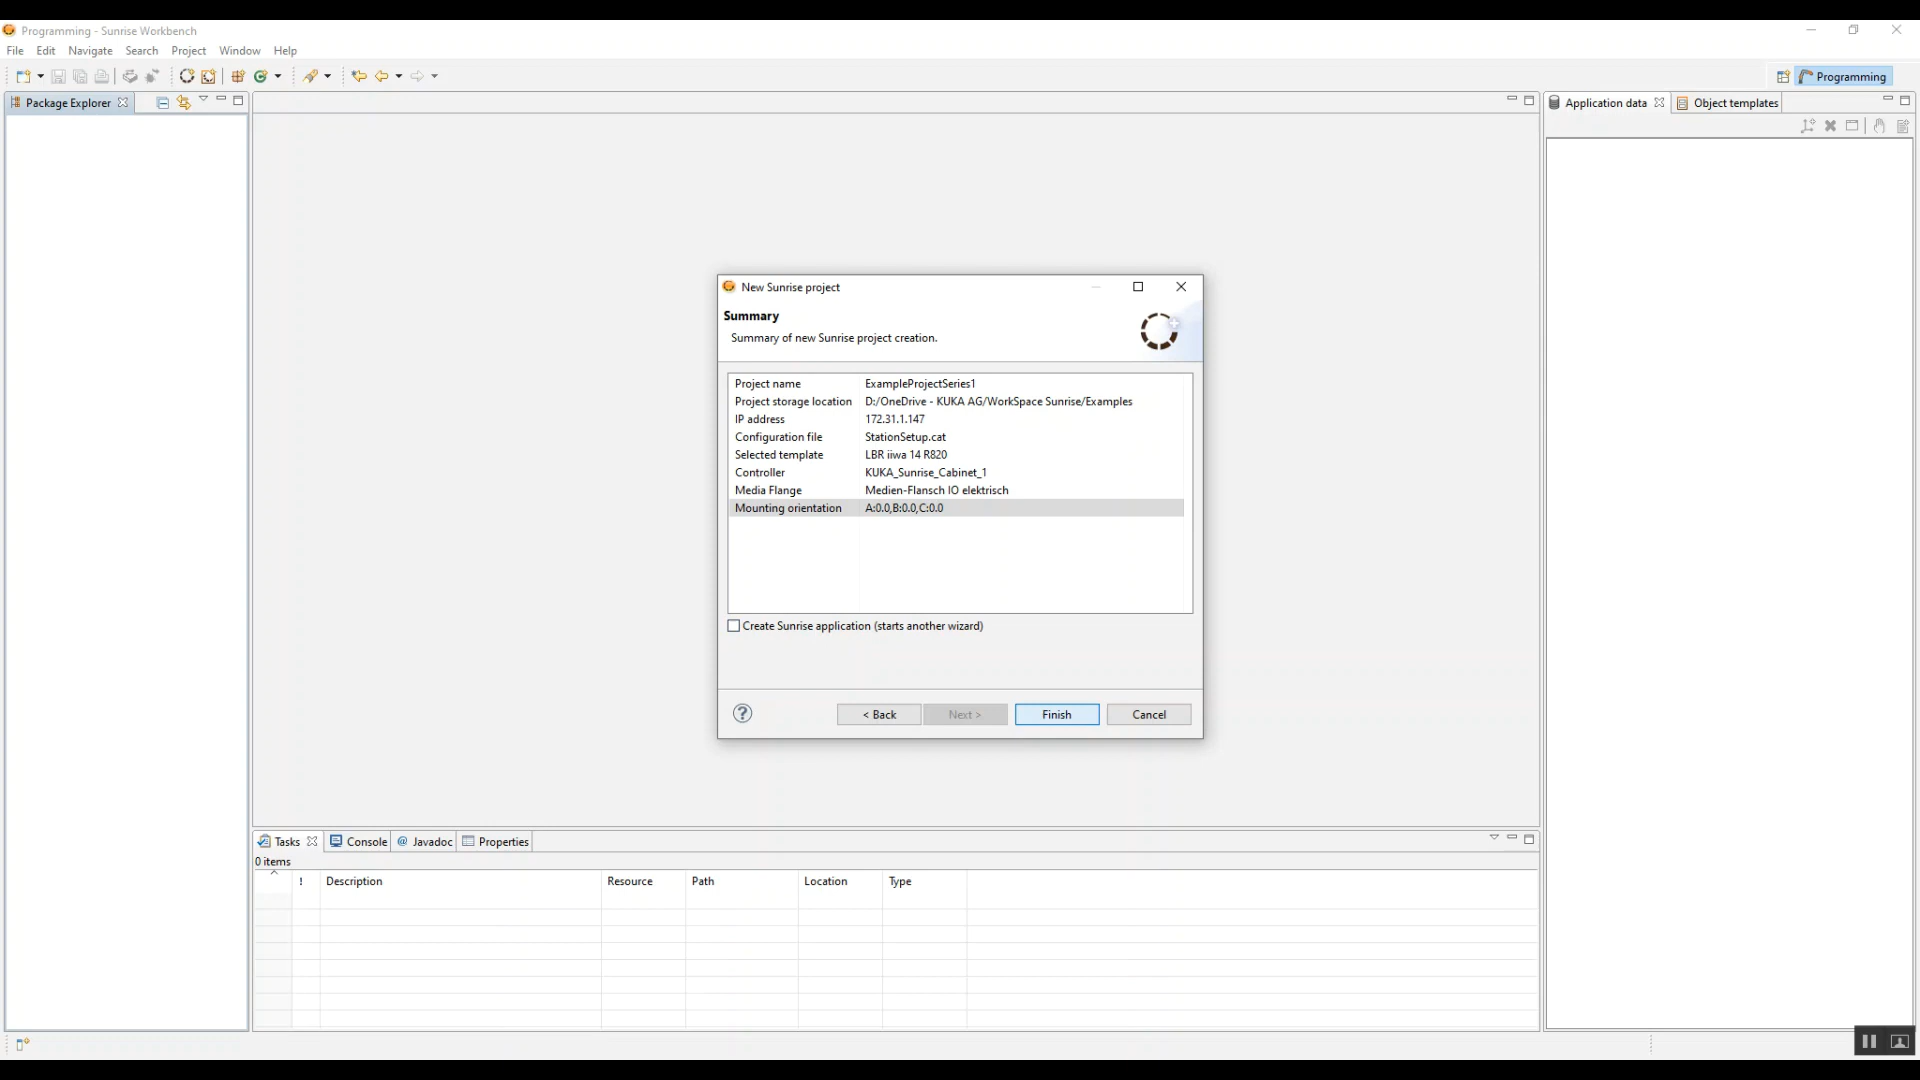 Programming - Sunrise Workbench
File Edit Navigate Search Project Window Help
Programming
Package Explorer
Application data Object templates
New Sunrise project
Summary
Summary of new Sunrise project creation.
Project name ExampleProjectSeries1
Project storage location D:/OneDrive - KUKA AG/WorkSpace Sunrise/Examples
IP address 172.31.1.147
Configuration file StationSetup.cat
Selected template LBR iiwa 14 R820
Controller KUKA_Sunrise_Cabinet_1
Media Flange Medien-Flansch IO elektrisch
Mounting orientation A:0.0,B:0.0,C:0.0
Create Sunrise application (starts another wizard)
? < Back Next > Finish Cancel
Tasks Console @ Javadoc Properties
0 items
! Description Resource Path Location Type